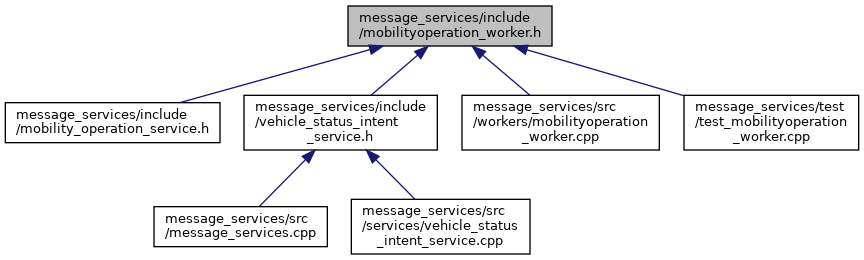 message_services/include
/mobilityoperation_worker.h
message_services/include
/mobility_operation_service.h
message_services/include
/vehicle_status_intent
_service.h
message_services/src
/workers/mobilityoperation
_worker.cpp
message_services/test
/test_mobilityoperation
_worker.cpp
message_services/src
/message_services.cpp
message_services/src
/services/vehicle_status
_intent_service.cpp